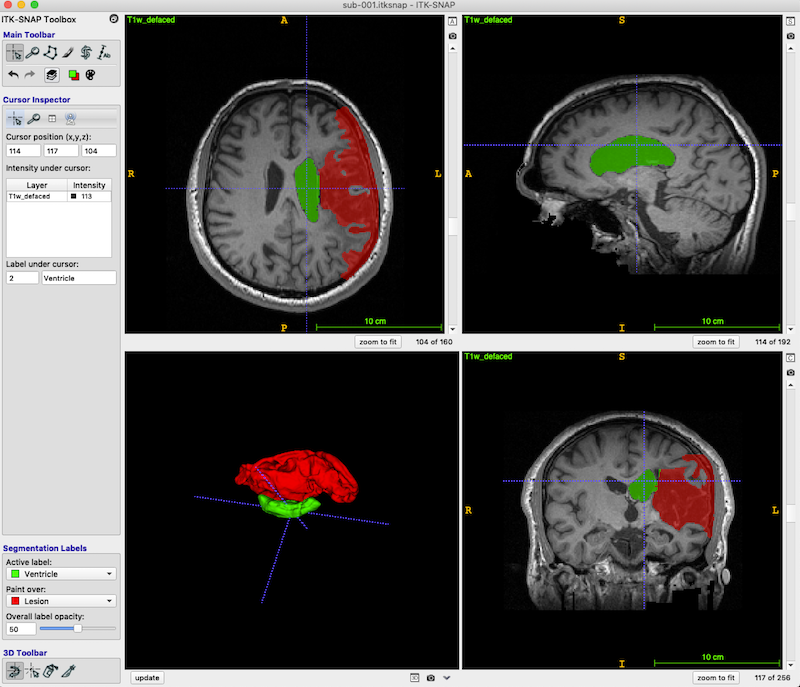 sub-001.itksnap - ITK-SNAP
ITK-SNAP Toolbox
Main Toolbar
Cursor Inspector
Cursor position (x,y,z):
114 117 104
Intensity under cursor:
Layer Intensity
T1w_defaced 113
Label under cursor:
2 Ventricle
Segmentation Labels
Active label:
Ventricle
Paint over:
Lesion
Overall label opacity:
50
3D Toolbar
T1w_defaced
A
R
L
P
10 cm
A
zoom to fit 104 of 160
T1w_defaced
S
A
P
I
10 cm
S
zoom to fit 114 of 192
update
3D
T1w_defaced
S
R
L
I
10 cm
C
zoom to fit 117 of 256